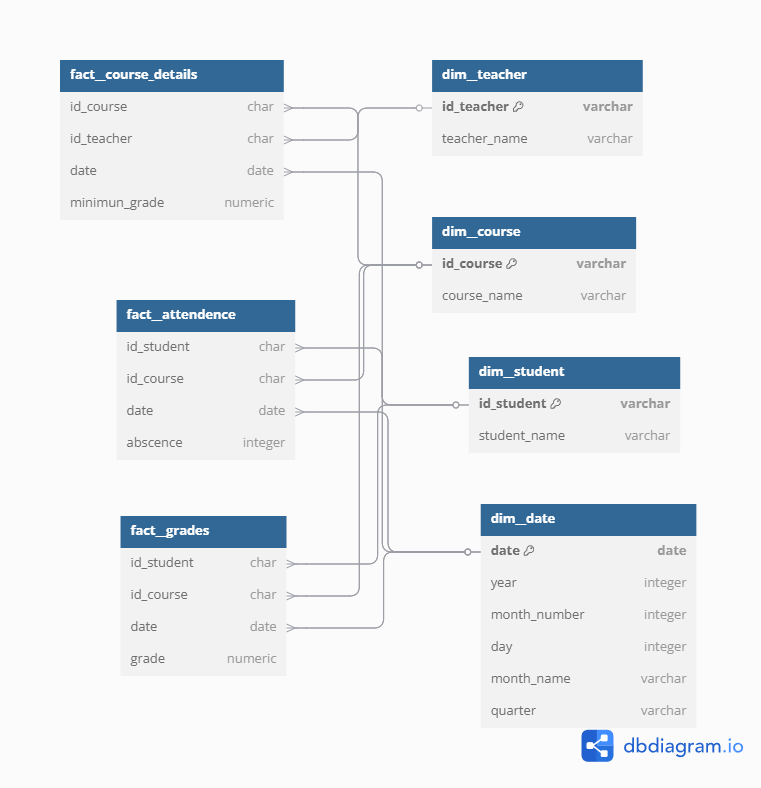 fact__course_details
id_course char
id_teacher char
date date
minimun_grade numeric
dim__teacher
id_teacher varchar
teacher_name varchar
dim__course
id_course varchar
course_name varchar
fact__attendence
id_student char
id_course char
date date
abscence integer
dim__student
id_student varchar
student_name varchar
fact__grades
id_student char
id_course char
date date
grade numeric
dim__date
date date
year integer
month_number integer
day integer
month_name varchar
quarter varchar
dbdiagram.io